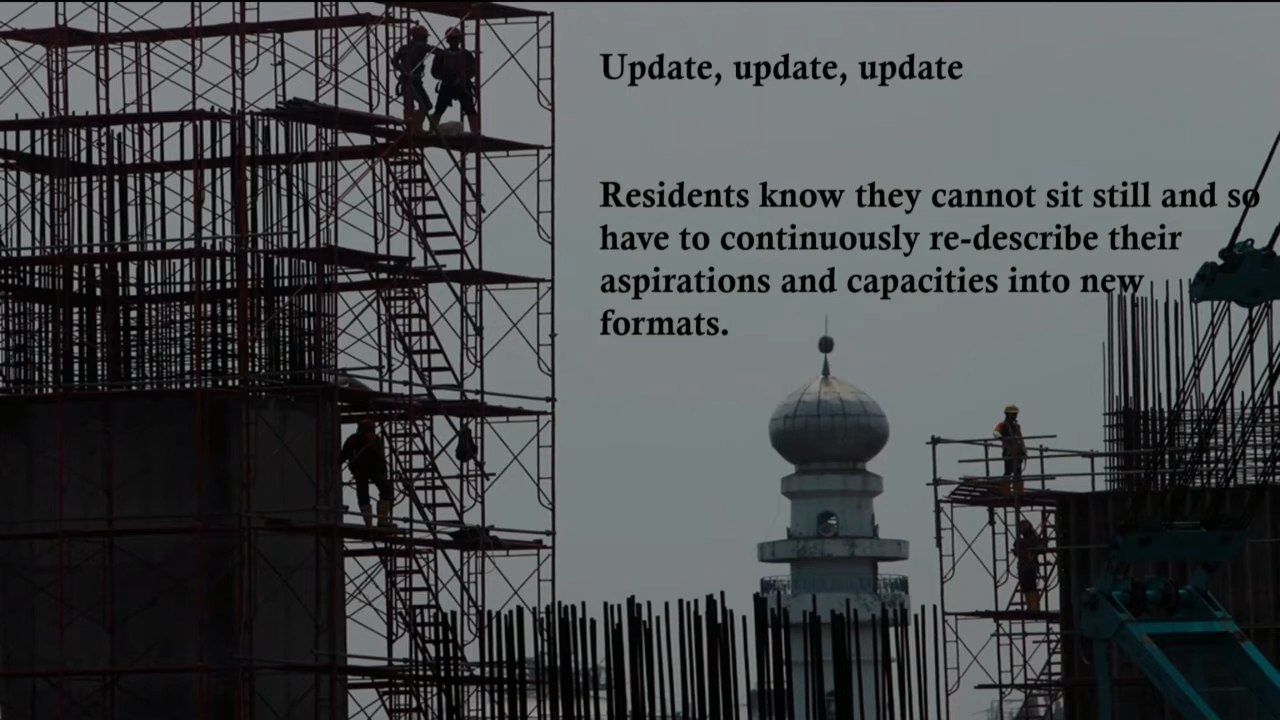 Update, update, update
Residents know they cannot sit still and so
have to continuously re-describe their
aspirations and capacities into new
formats.